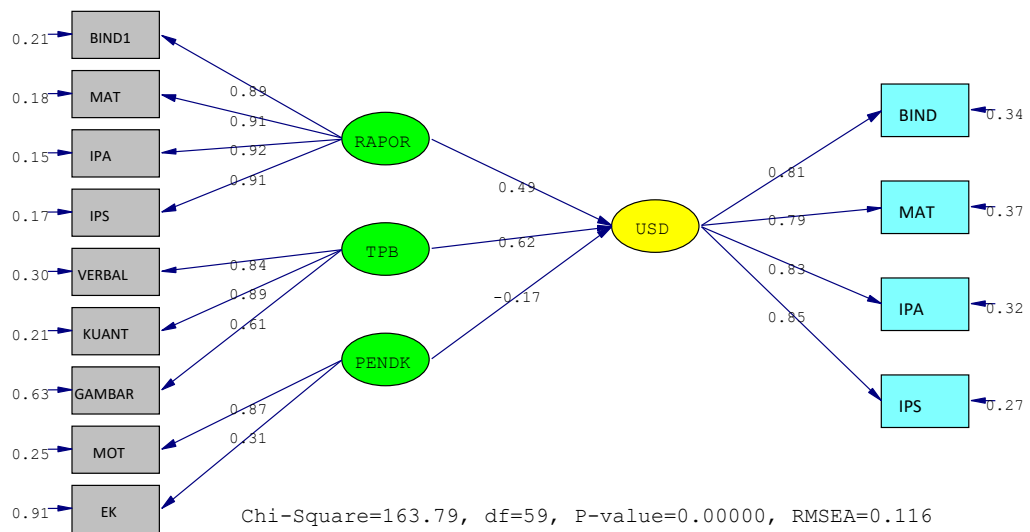 0.21 BIND1
0.18 MAT
0.15 IPA
0.17 IPS
0.30 VERBAL
0.21 KUANT
0.63 GAMBAR
0.25 MOT
0.91 EK
0.89
0.91
0.92
0.91
0.84
0.89
0.61
0.87
0.31
RAPOR
TPB
PENDK
0.49
0.62
-0.17
USD
0.81
0.79
0.83
0.85
BIND 0.34
MAT 0.37
IPA 0.32
IPS 0.27
Chi-Square=163.79, df=59, P-value=0.00000, RMSEA=0.116